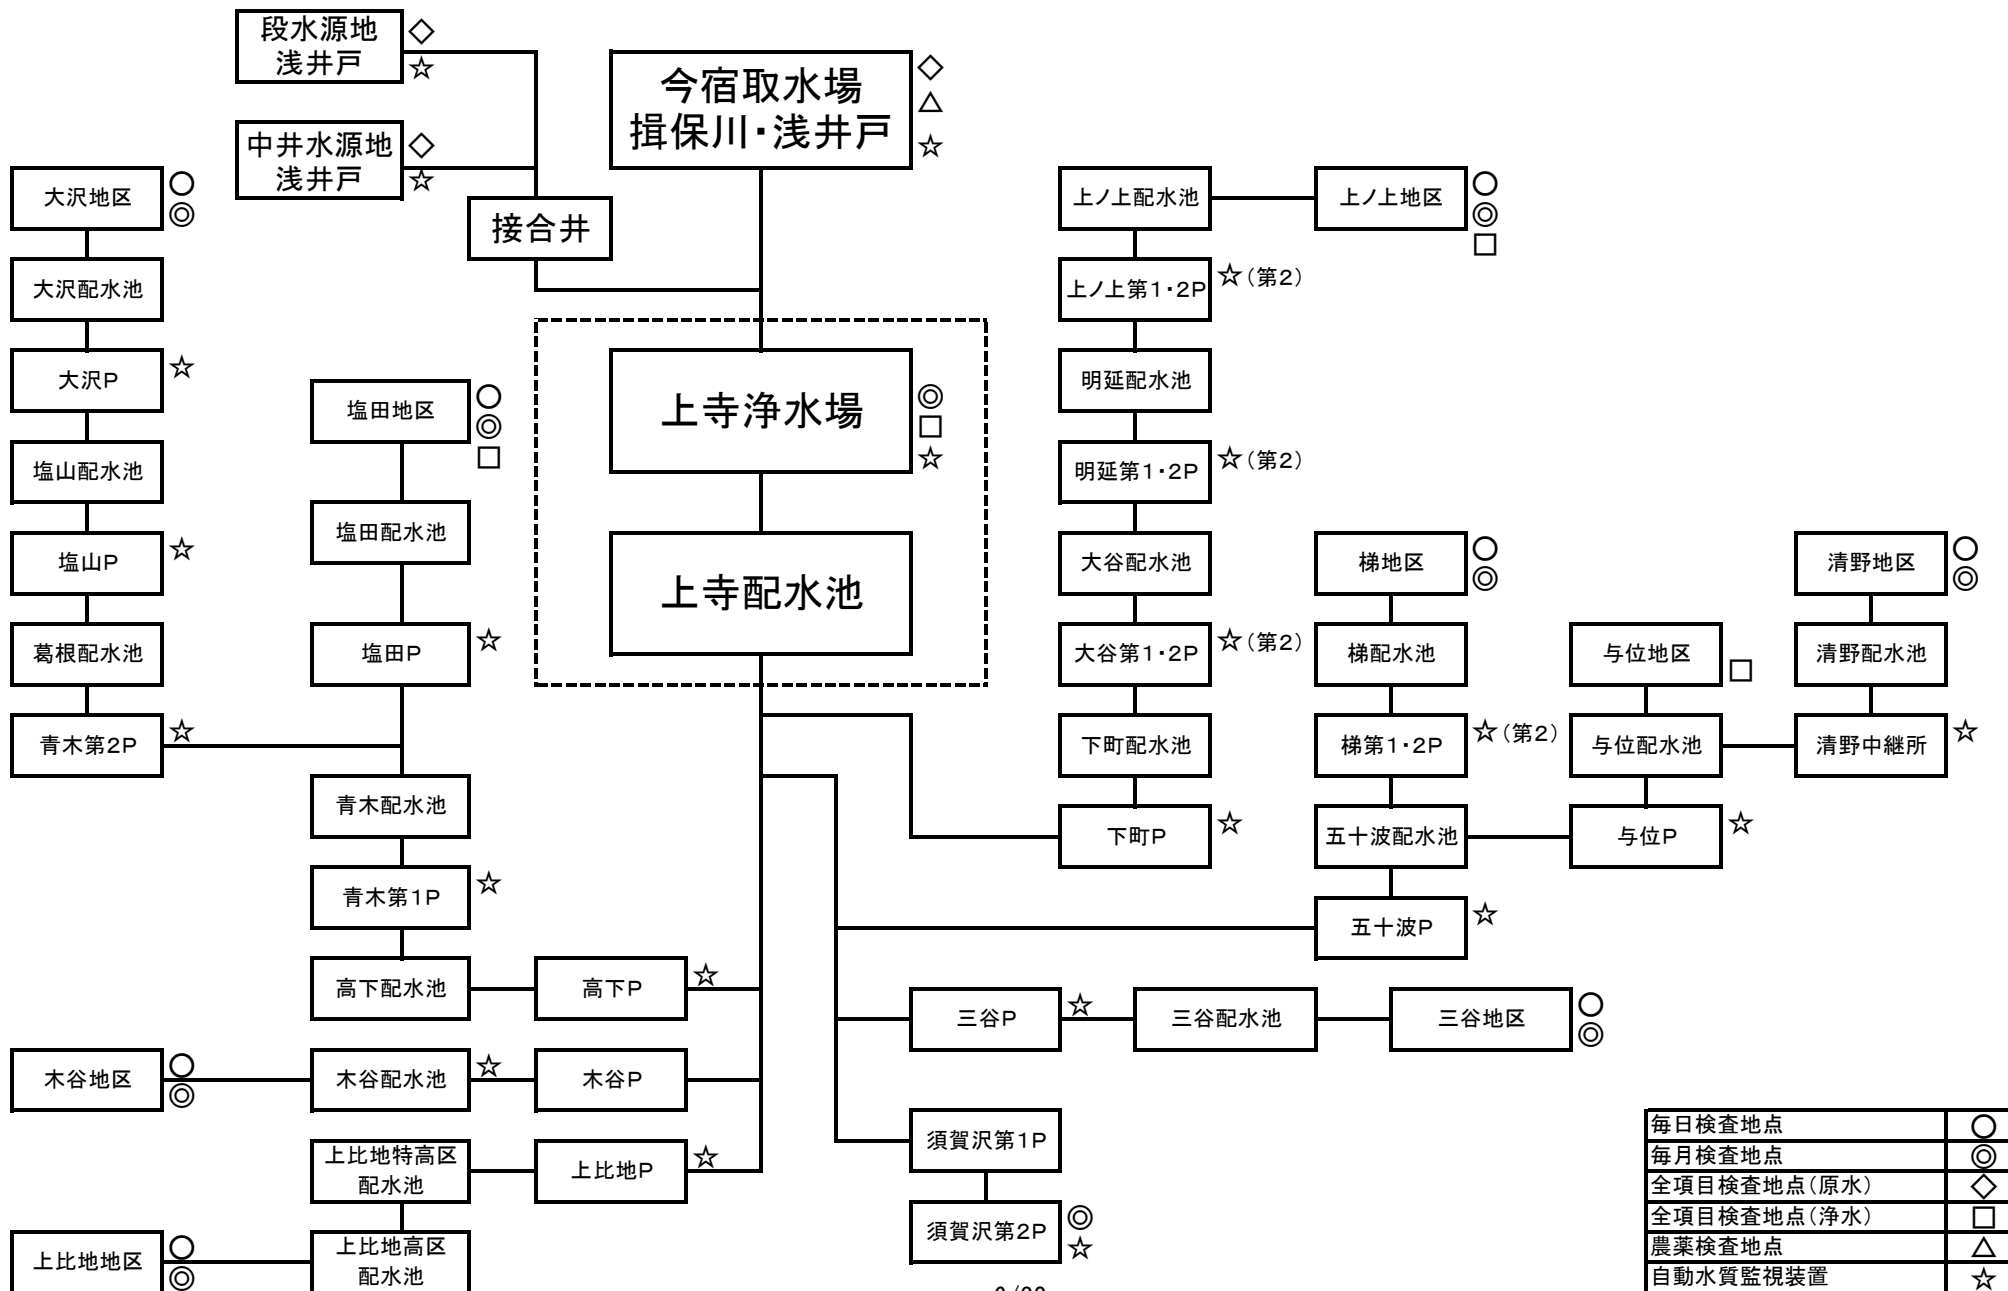 段水源地
浅井戸
◇
☆
今宿取水場
揖保川・浅井戸
◇
△
☆
中井水源地
浅井戸
◇
☆
接合井
大沢地区
○
◎
大沢配水池
大沢P
☆
塩山配水池
塩山P
☆
葛根配水池
青木第2P
☆
塩田地区
○
◎
□
塩田配水池
塩田P
☆
青木配水池
青木第1P
☆
高下配水池
高下P
☆
木谷地区
○
◎
木谷配水池
☆
木谷P
上比地特高区
配水池
上比地P
☆
上比地地区
○
◎
上比地高区
配水池
上寺浄水場
◎
□
☆
上寺配水池
上ノ上配水池
上ノ上地区
○
◎
□
上ノ上第1・2P
☆(第2)
明延配水池
明延第1・2P
☆(第2)
大谷配水池
大谷第1・2P
☆(第2)
下町配水池
下町P
☆
梯地区
○
◎
梯配水池
梯第1・2P
☆(第2)
五十波配水池
五十波P
☆
与位地区
□
与位配水池
与位P
☆
清野地区
○
◎
清野配水池
清野中継所
☆
三谷P
☆
三谷配水池
三谷地区
○
◎
須賀沢第1P
須賀沢第2P
◎
☆
毎日検査地点 ○
毎月検査地点 ◎
全項目検査地点(原水) ◇
全項目検査地点(浄水) □
農薬検査地点 △
自動水質監視装置 ☆